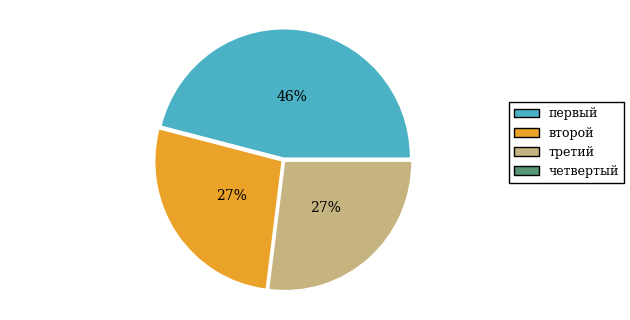 46%
27%
27%
первый
второй
третий
четвертый